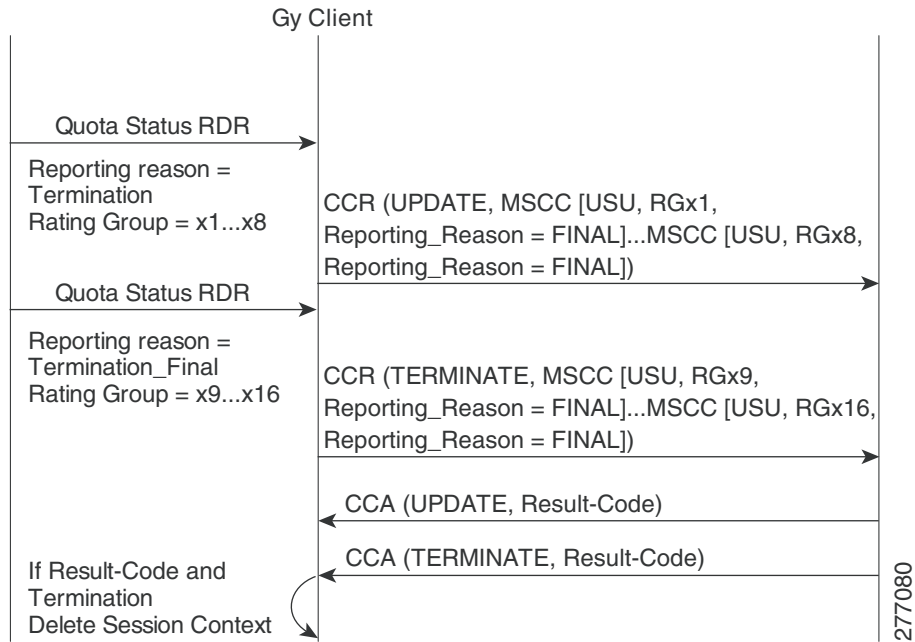 Gy Client
Quota Status RDR
Reporting reason =
Termination
Rating Group = x1...x8
CCR (UPDATE, MSCC [USU, RGx1,
Reporting_Reason = FINAL]...MSCC [USU, RGx8,
Reporting_Reason = FINAL])
Quota Status RDR
Reporting reason =
Termination_Final
Rating Group = x9...x16
CCR (TERMINATE, MSCC [USU, RGx9,
Reporting_Reason = FINAL]...MSCC [USU, RGx16,
Reporting_Reason = FINAL])
CCA (UPDATE, Result-Code)
CCA (TERMINATE, Result-Code)
If Result-Code and
Termination
Delete Session Context
277080